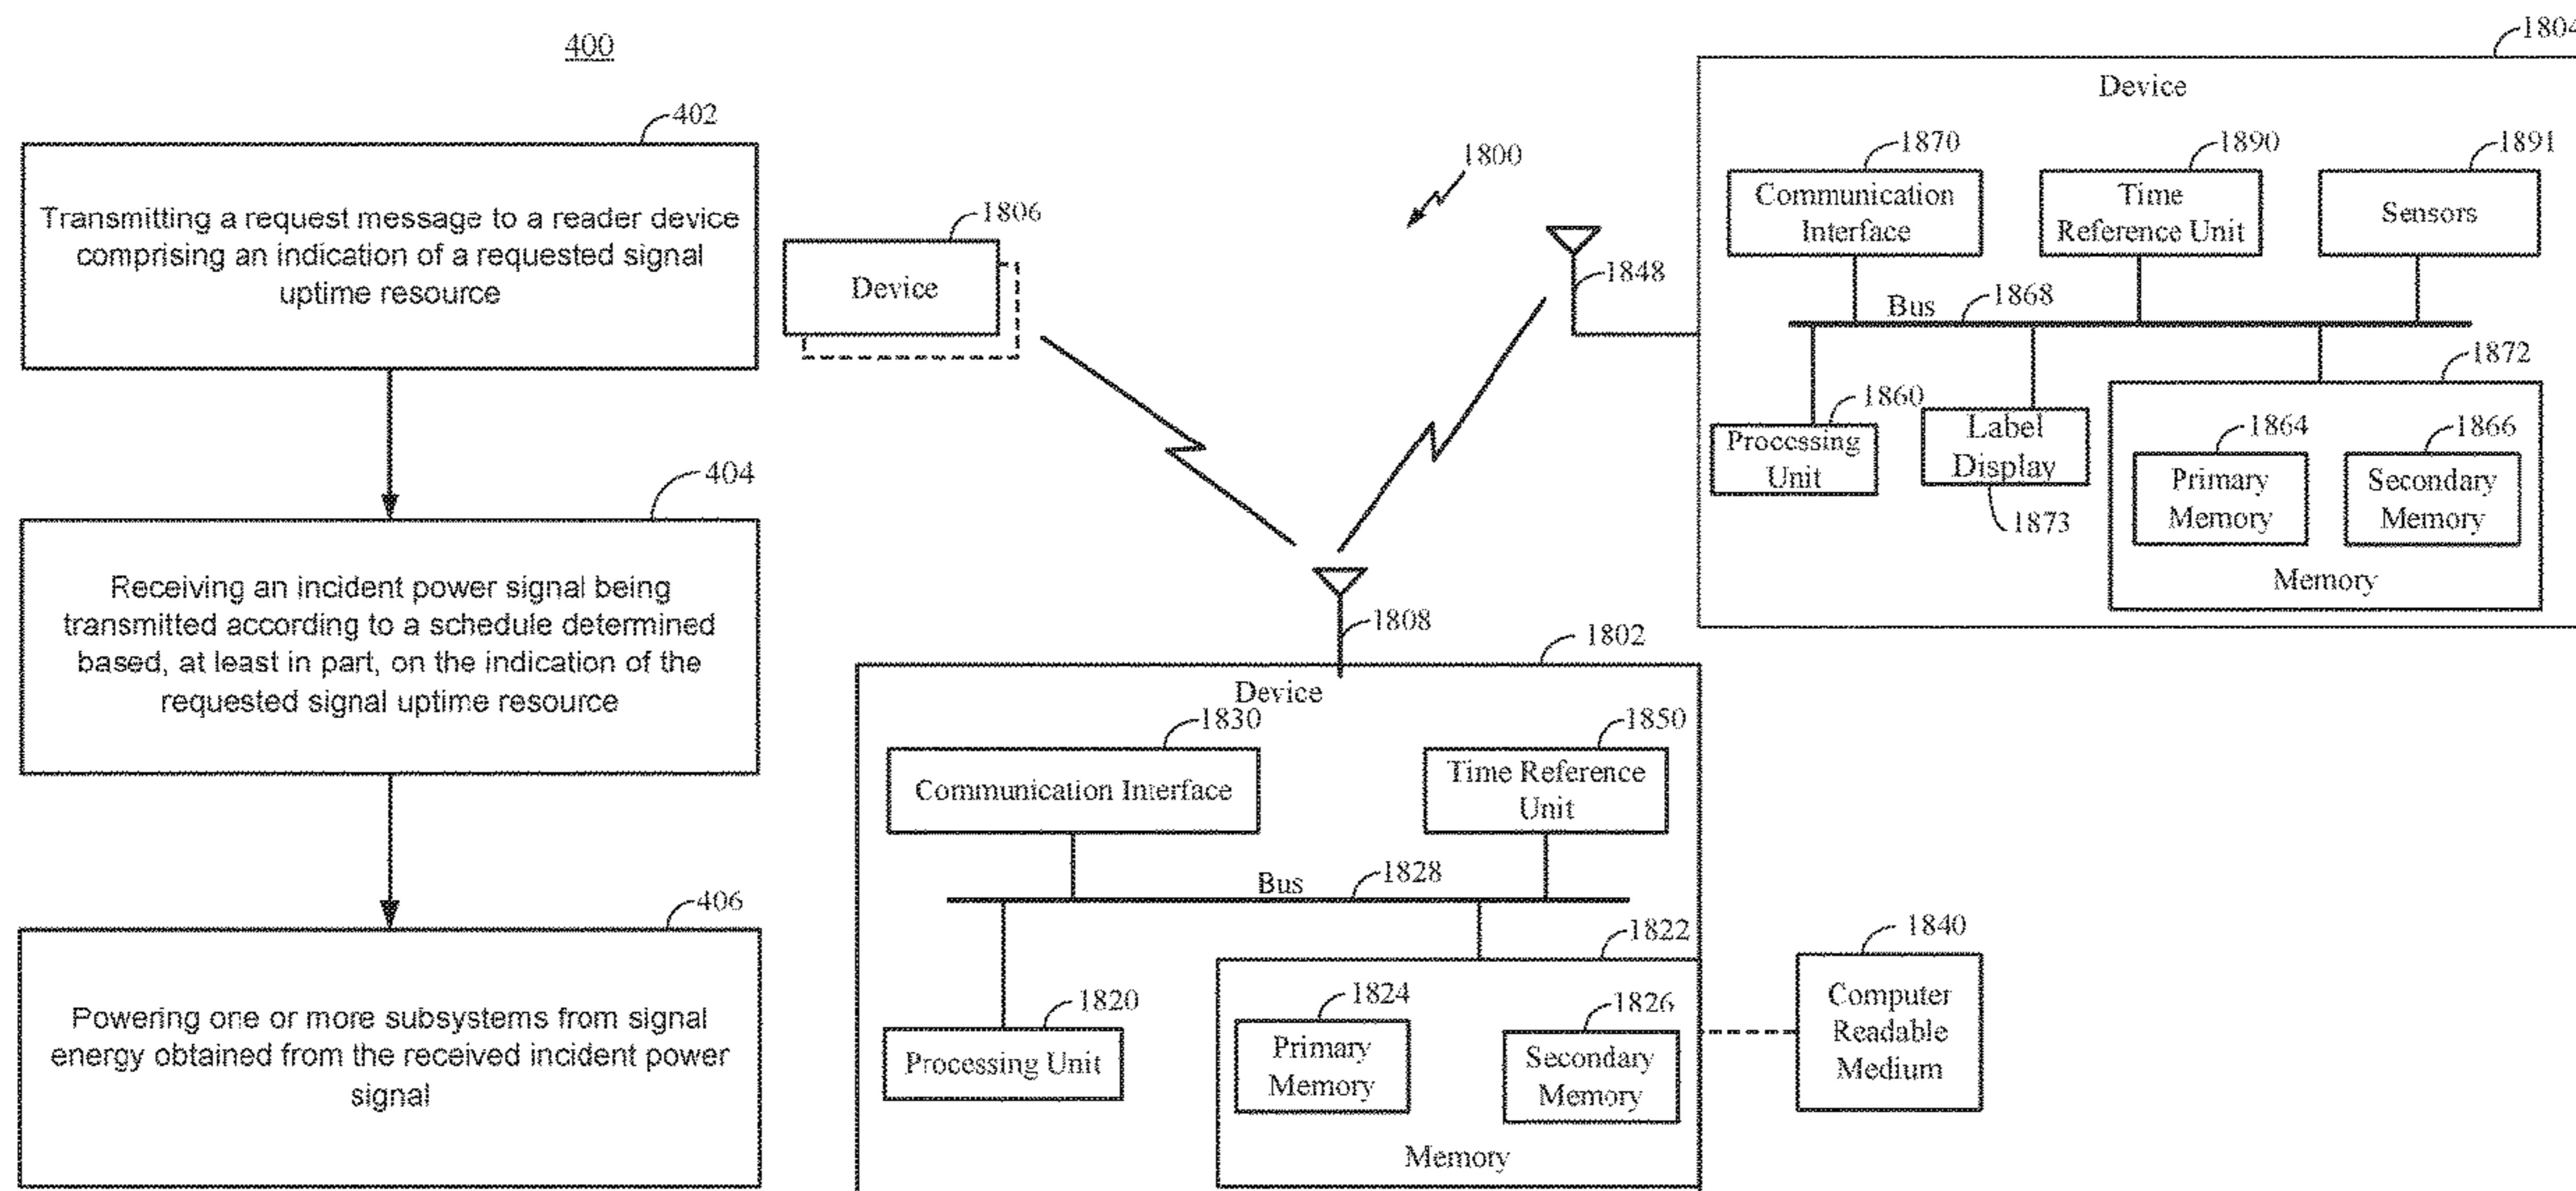 400
402
Transmitting a request message to a reader device
comprising an indication of a requested signal
uptime resource
404
Receiving an incident power signal being
transmitted according to a schedule determined
based, at least in part, on the indication of the
requested signal uptime resource
406
Powering one or more subsystems from signal
energy obtained from the received incident power
signal
1806
Device
1800
1848
1804
Device
1870
Communication
Interface
1890
Time
Reference Unit
1891
Sensors
Bus
1868
1860
Processing
Unit
Label
Display
1873
1872
1864
Primary
Memory
1866
Secondary
Memory
Memory
1808
1802
Device
1830
Communication Interface
1850
Time Reference
Unit
Bus
1828
1820
Processing Unit
1822
1824
Primary
Memory
1826
Secondary
Memory
Memory
1840
Computer
Readable
Medium